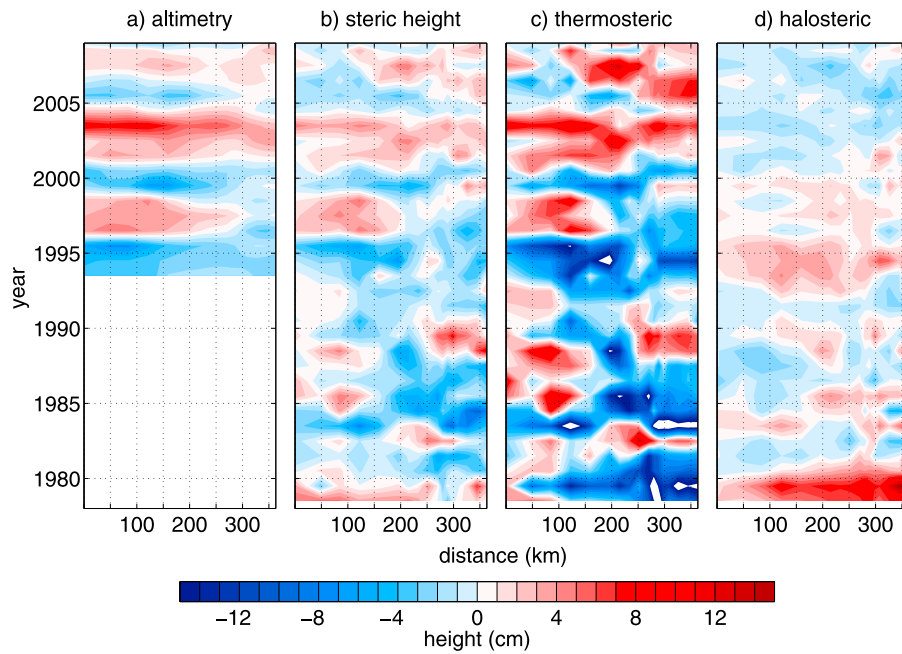 a) altimetry b) steric height c) thermosteric d) halosteric
2005
2000
1995
1990
1985
1980
year
100 200 300 100 200 300 100 200 300 100 200 300
distance (km)
−12 −8 −4 0 4 8 12
height (cm)